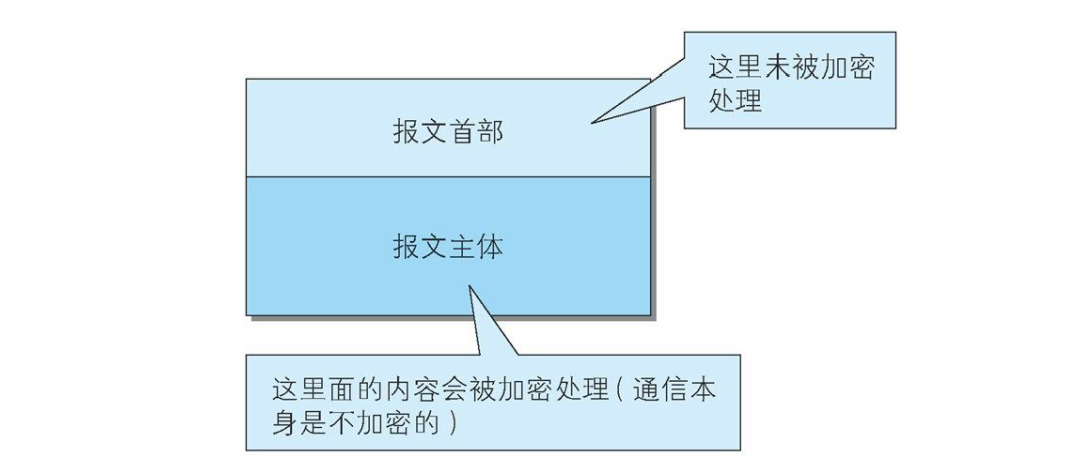 这里未被加密
处理
报文首部
报文主体
这里面的内容会被加密处理（通信本
身是不加密的）